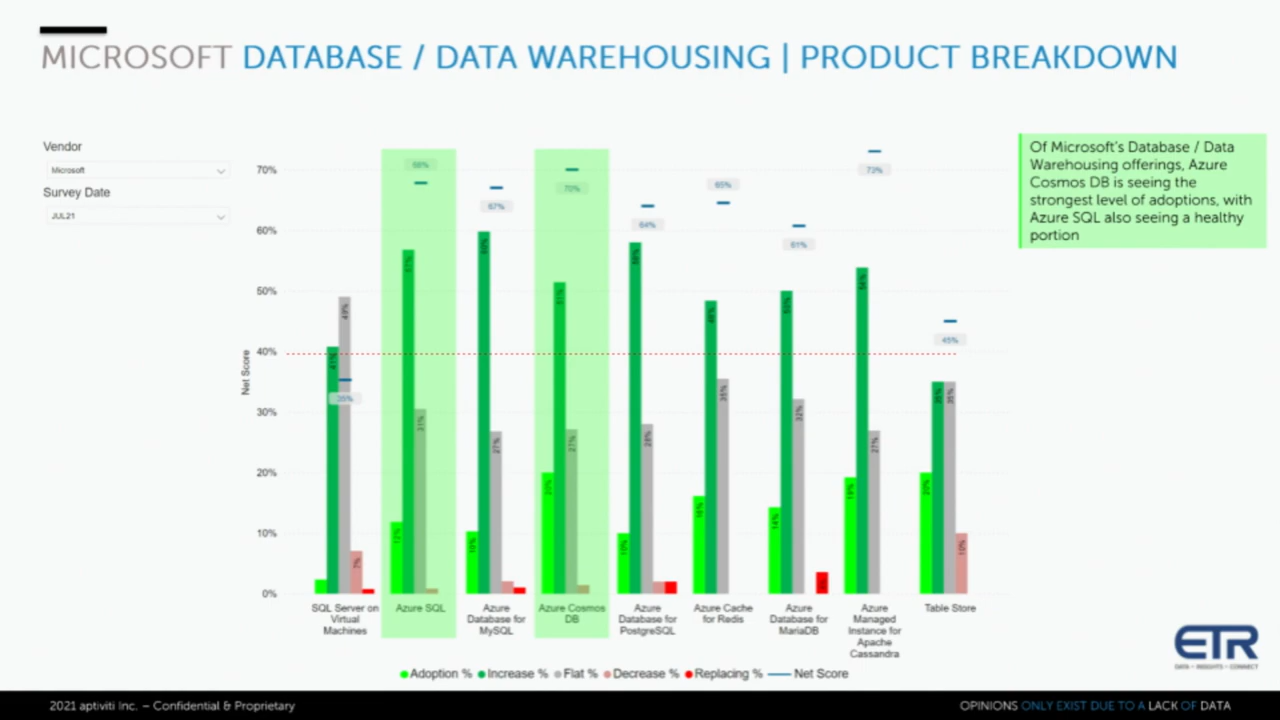 MICROSOFT DATABASE / DATA WAREHOUSING | PRODUCT BREAKDOWN
Vendor
Microsoft
Survey Date
JUL21
Of Microsoft's Database / Data
Warehousing offerings, Azure
Cosmos DB is seeing the
strongest level of adoptions, with
Azure SQL also seeing a healthy
portion
Net Score
70%
60%
50%
40%
30%
20%
10%
0%
41% 49% 7% 35%
12% 57% 31% 68%
10% 60% 27% 67%
20% 51% 27% 70%
10% 58% 28% 64%
16% 48% 35% 65%
14% 50% 32% 61%
19% 54% 27% 73%
20% 35% 35% 10% 45%
SQL Server on
Virtual
Machines
Azure SQL
Azure
Database for
MySQL
Azure Cosmos
DB
Azure
Database for
PostgreSQL
Azure Cache
for Redis
Azure
Database for
MariaDB
Azure
Managed
Instance for
Apache
Cassandra
Table Store
Adoption % Increase % Flat % Decrease % Replacing % Net Score
ETR
DATA • INSIGHTS • CONNECT
2021 aptiviti Inc. – Confidential & Proprietary
OPINIONS ONLY EXIST DUE TO A LACK OF DATA